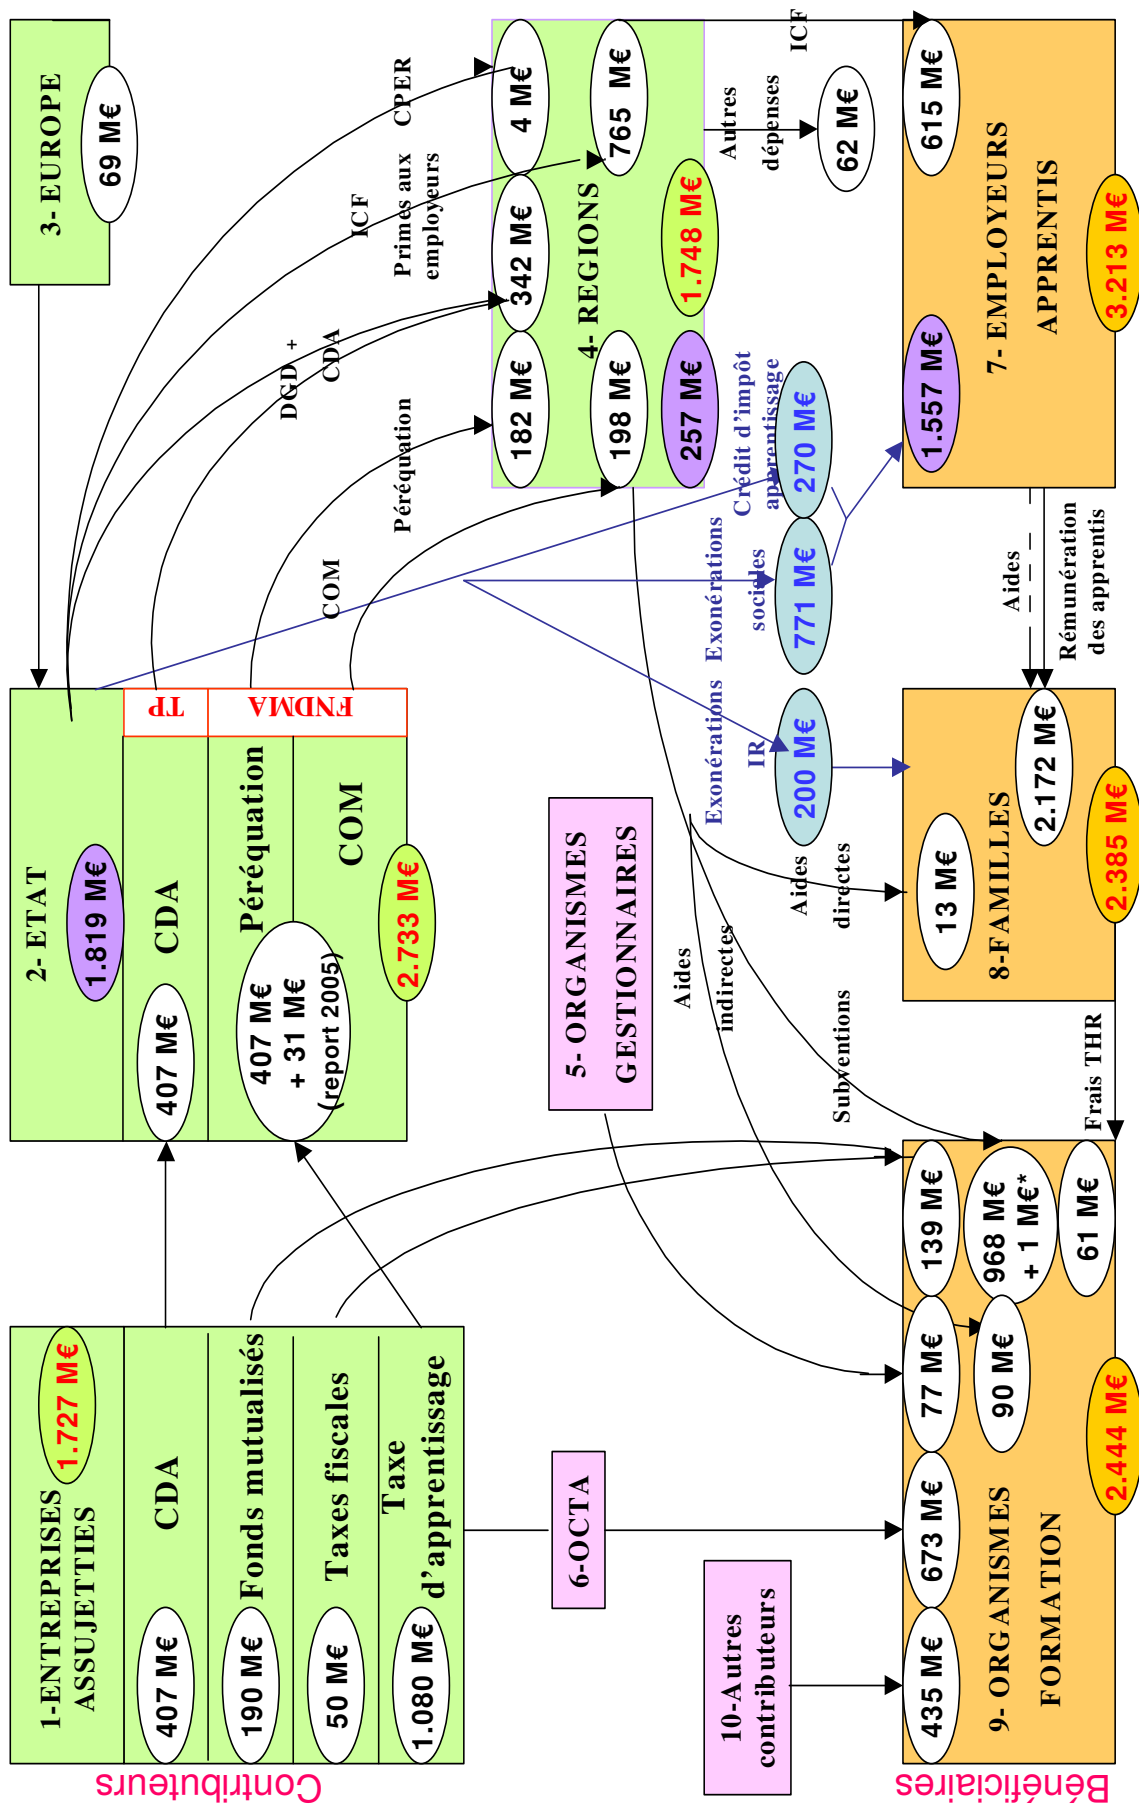 Contributeurs
1-ENTREPRISES
ASSUJETTIES
1.727 M€
CDA
407 M€
Fonds mutualisés
190 M€
Taxes fiscales
50 M€
Taxe
d'apprentissage
1.080 M€
2- ETAT
1.819 M€
CDA
407 M€
TP
Péréquation
407 M€
+ 31 M€
(report 2005)
FNDMA
COM
2.733 M€
3- EUROPE
69 M€
CPER
ICF
Primes aux
employeurs
DGD +
CDA
Péréquation
COM
182 M€
342 M€
4 M€
4- REGIONS
198 M€
765 M€
257 M€
1.748 M€
5- ORGANISMES
GESTIONNAIRES
6-OCTA
10-Autres
contributeurs
Aides
indirectes
Subventions
Aides
directes
Exonérations
IR
200 M€
Exonérations
sociales
771 M€
Crédit d'impôt
apprentissage
270 M€
Autres
dépenses
62 M€
ICF
Bénéficiaires
435 M€
673 M€
77 M€
139 M€
9- ORGANISMES
FORMATION
90 M€
968 M€
+ 1 M€*
61 M€
2.444 M€
Frais THR
13 M€
8-FAMILLES
2.172 M€
2.385 M€
Aides
Rémunération
des apprentis
1.557 M€
615 M€
7- EMPLOYEURS
APPRENTIS
3.213 M€